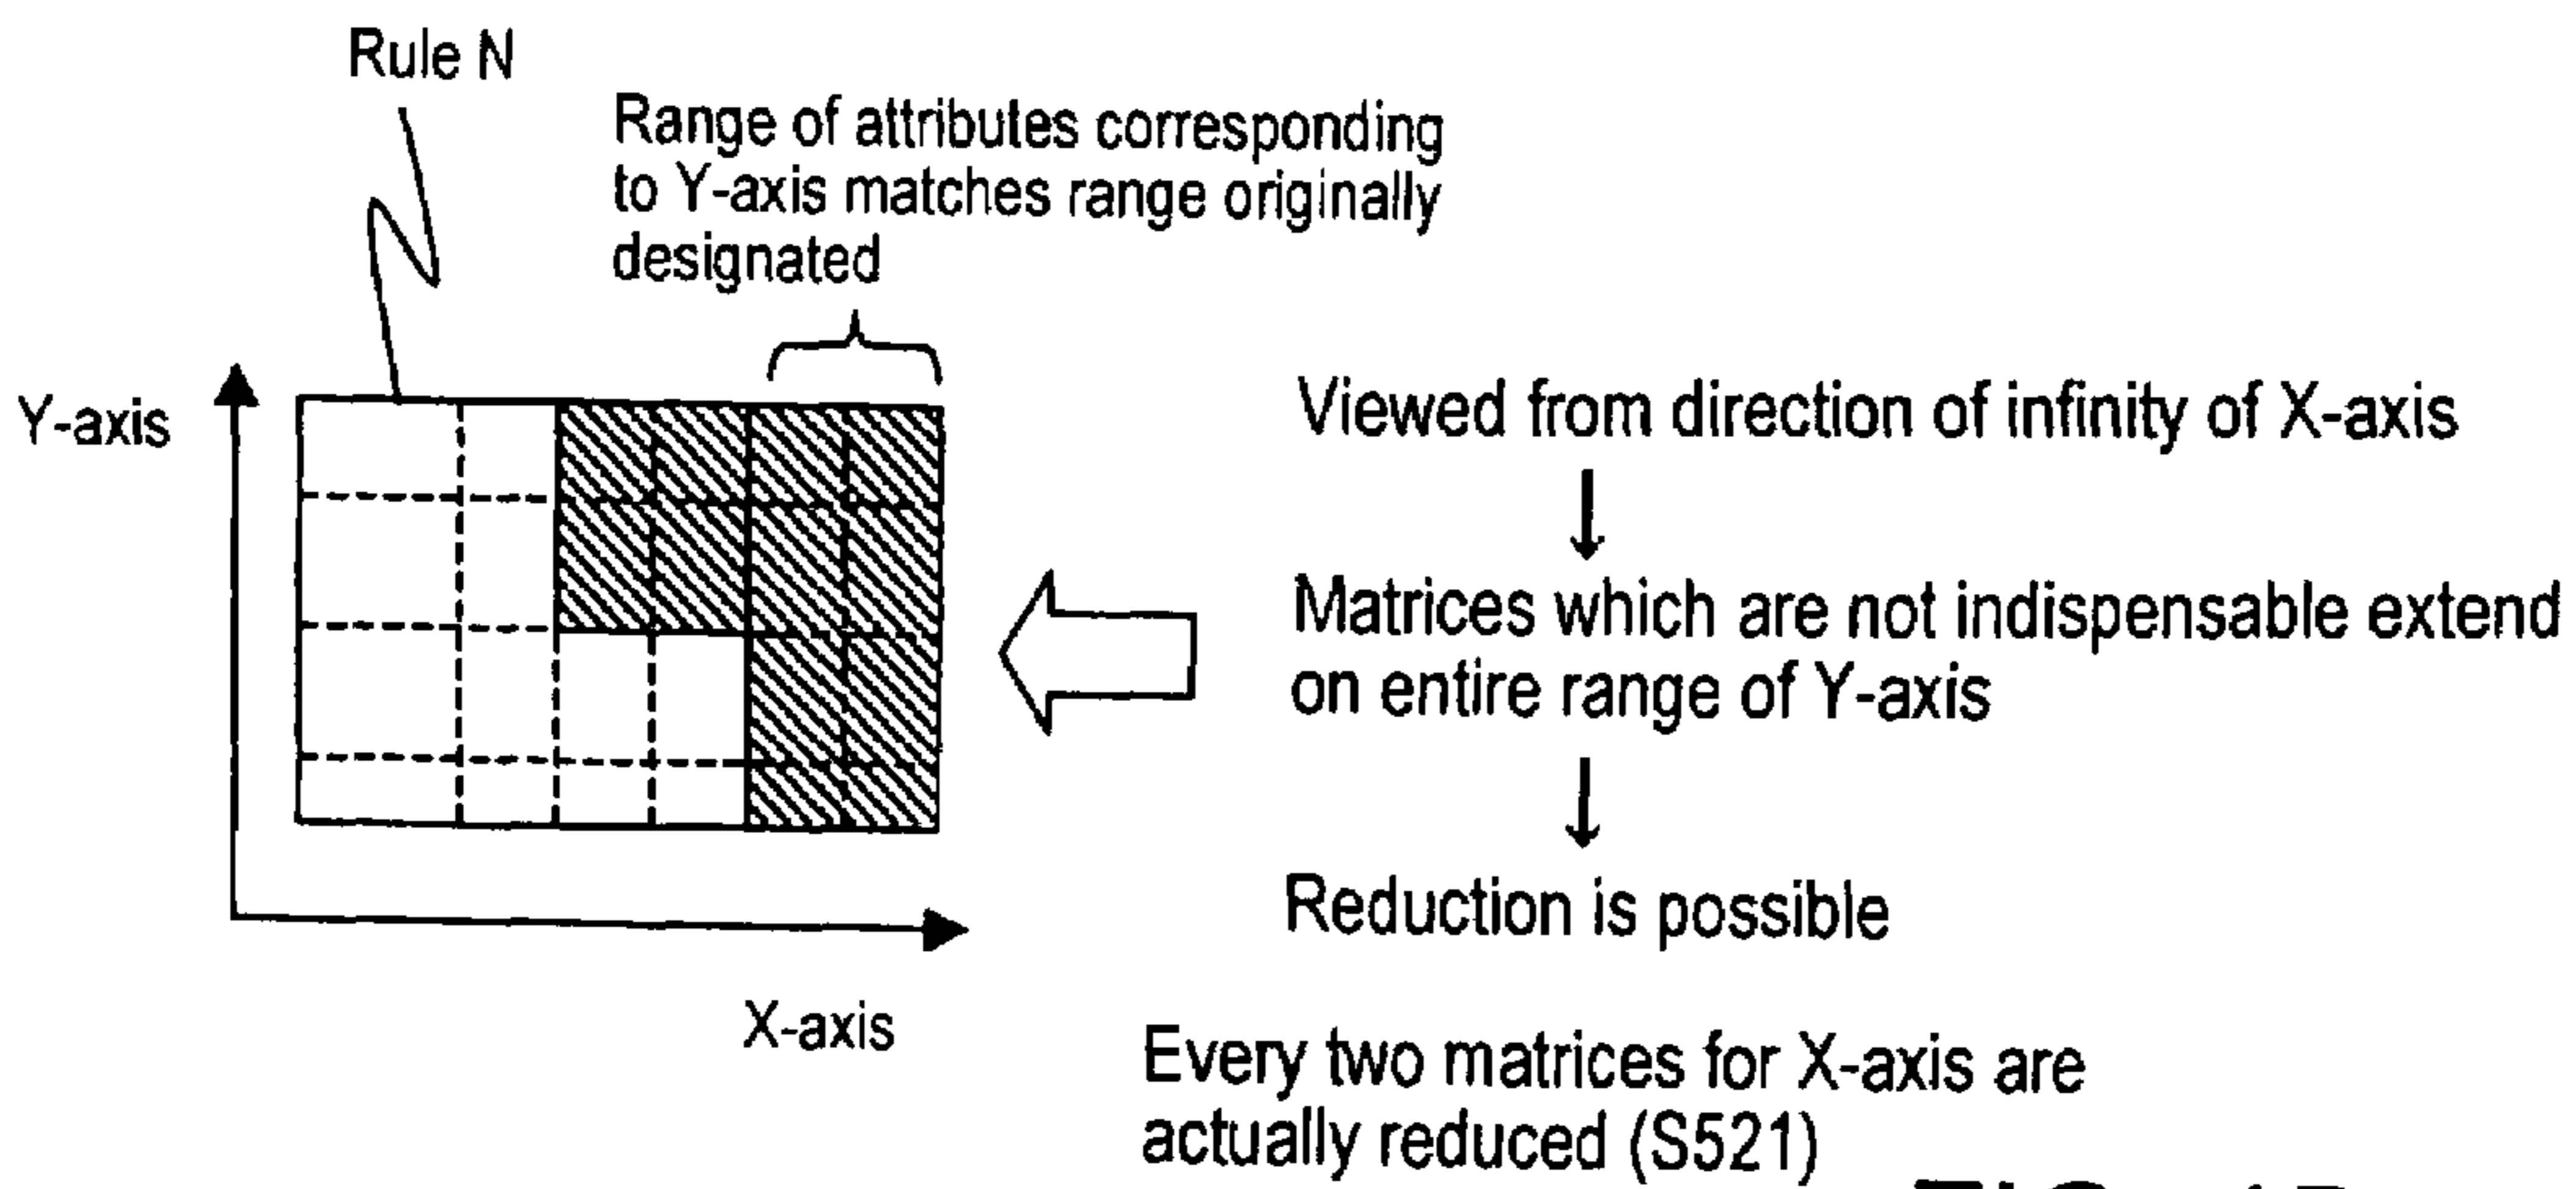 Rule N
Range of attributes corresponding
to Y-axis matches range originally
designated
Y-axis
Viewed from direction of infinity of X-axis
Matrices which are not indispensable extend
on entire range of Y-axis
Reduction is possible
X-axis
Every two matrices for X-axis are
actually reduced (S521)